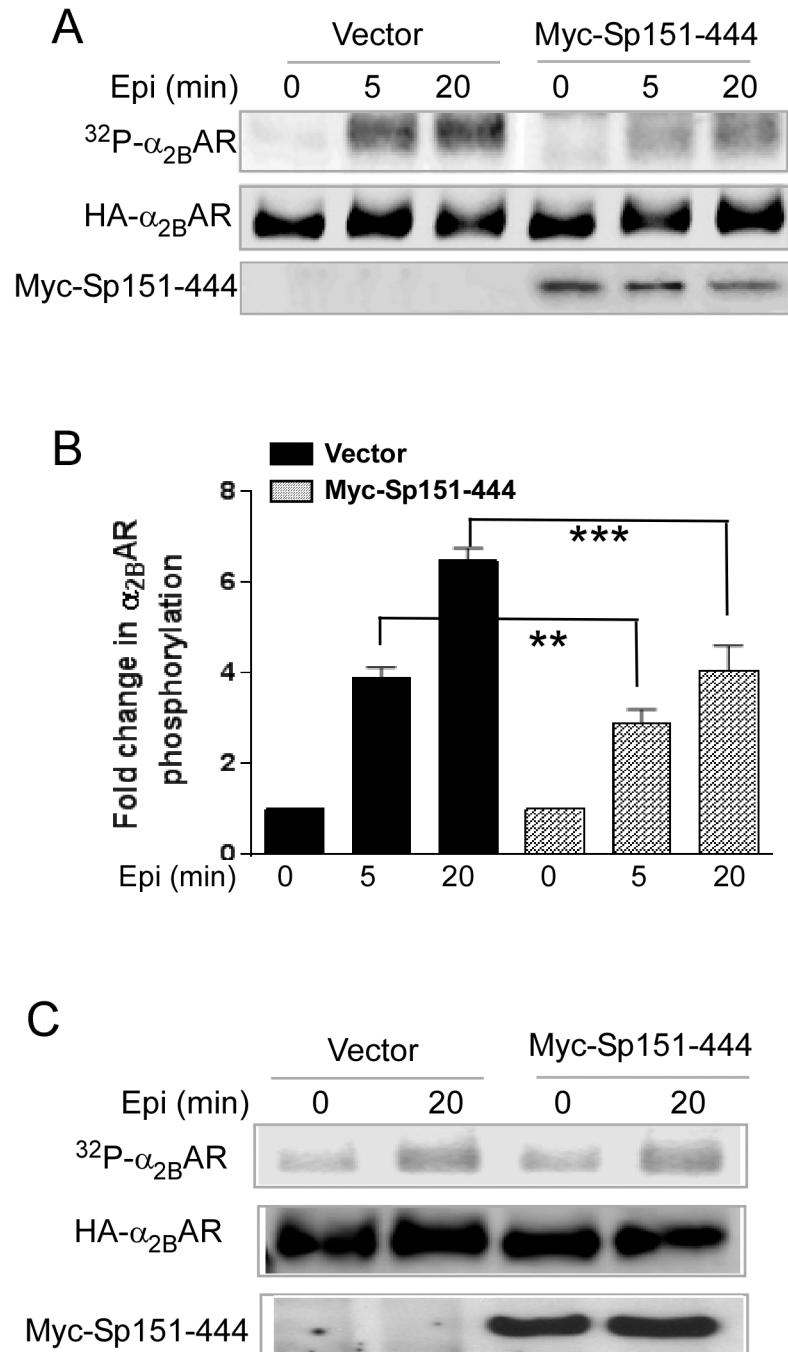 A
Vector Myc-Sp151-444
Epi (min) 0 5 20 0 5 20
³²P-α₂BAR
HA-α₂BAR
Myc-Sp151-444
B
Vector
Myc-Sp151-444
Fold change in α₂BAR
phosphorylation
8
6
4
2
0
***
**
Epi (min) 0 5 20 0 5 20
C
Vector Myc-Sp151-444
Epi (min) 0 20 0 20
³²P-α₂BAR
HA-α₂BAR
Myc-Sp151-444